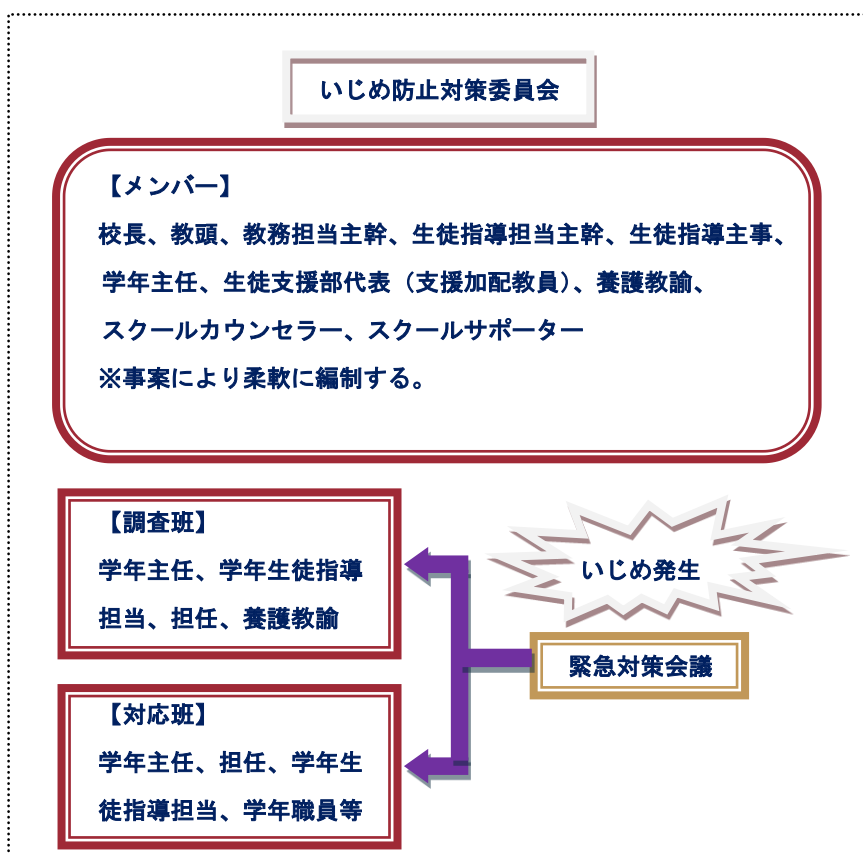 いじめ防止対策委員会
【メンバー】
校長、教頭、教務担当主幹、生徒指導担当主幹、生徒指導主事、
学年主任、生徒支援部代表（支援加配教員）、養護教諭、
スクールカウンセラー、スクールサポーター
※事案により柔軟に編制する。
【調査班】
学年主任、学年生徒指導
担当、担任、養護教諭
いじめ発生
緊急対策会議
【対応班】
学年主任、担任、学年生
徒指導担当、学年職員等